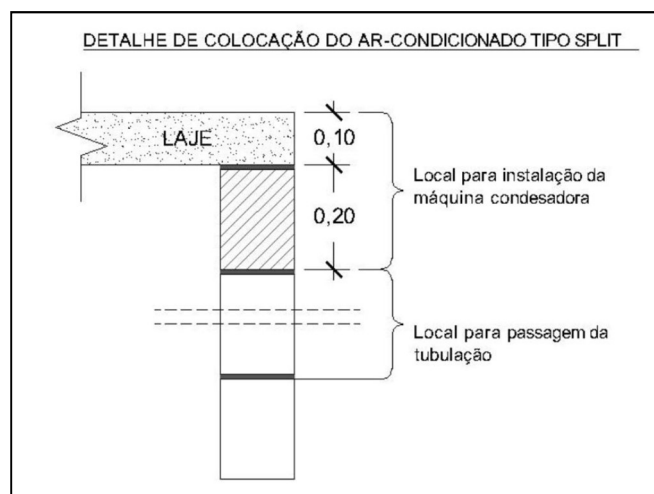 DETALHE DE COLOCAÇÃO DO AR-CONDICIONADO TIPO SPLIT
LAJE
0,10
0,20
Local para instalação da
máquina condesadora
Local para passagem da
tubulação